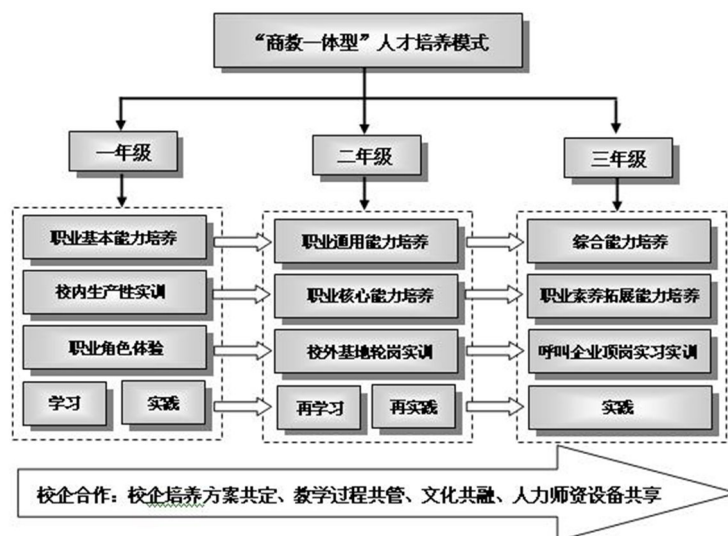 “商教一体型”人才培养模式
一年级
二年级
三年级
职业基本能力培养
职业通用能力培养
综合能力培养
校内生产性实训
职业核心能力培养
职业素养拓展能力培养
职业角色体验
校外基地轮岗实训
呼叫企业顶岗实习实训
学习
实践
再学习
再实践
实践
校企合作：校企培养方案共定、教学过程共管、文化共融、人力师资设备共享